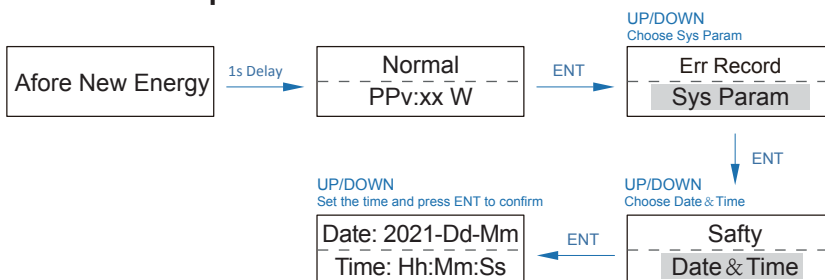 UP/DOWN
Choose Sys Param
Afore New Energy
1s Delay
Normal
PPv:xx W
ENT
Err Record
Sys Param
ENT
UP/DOWN
Set the time and press ENT to confirm
Date: 2021-Dd-Mm
Time: Hh:Mm:Ss
ENT
UP/DOWN
Choose Date & Time
Safty
Date & Time